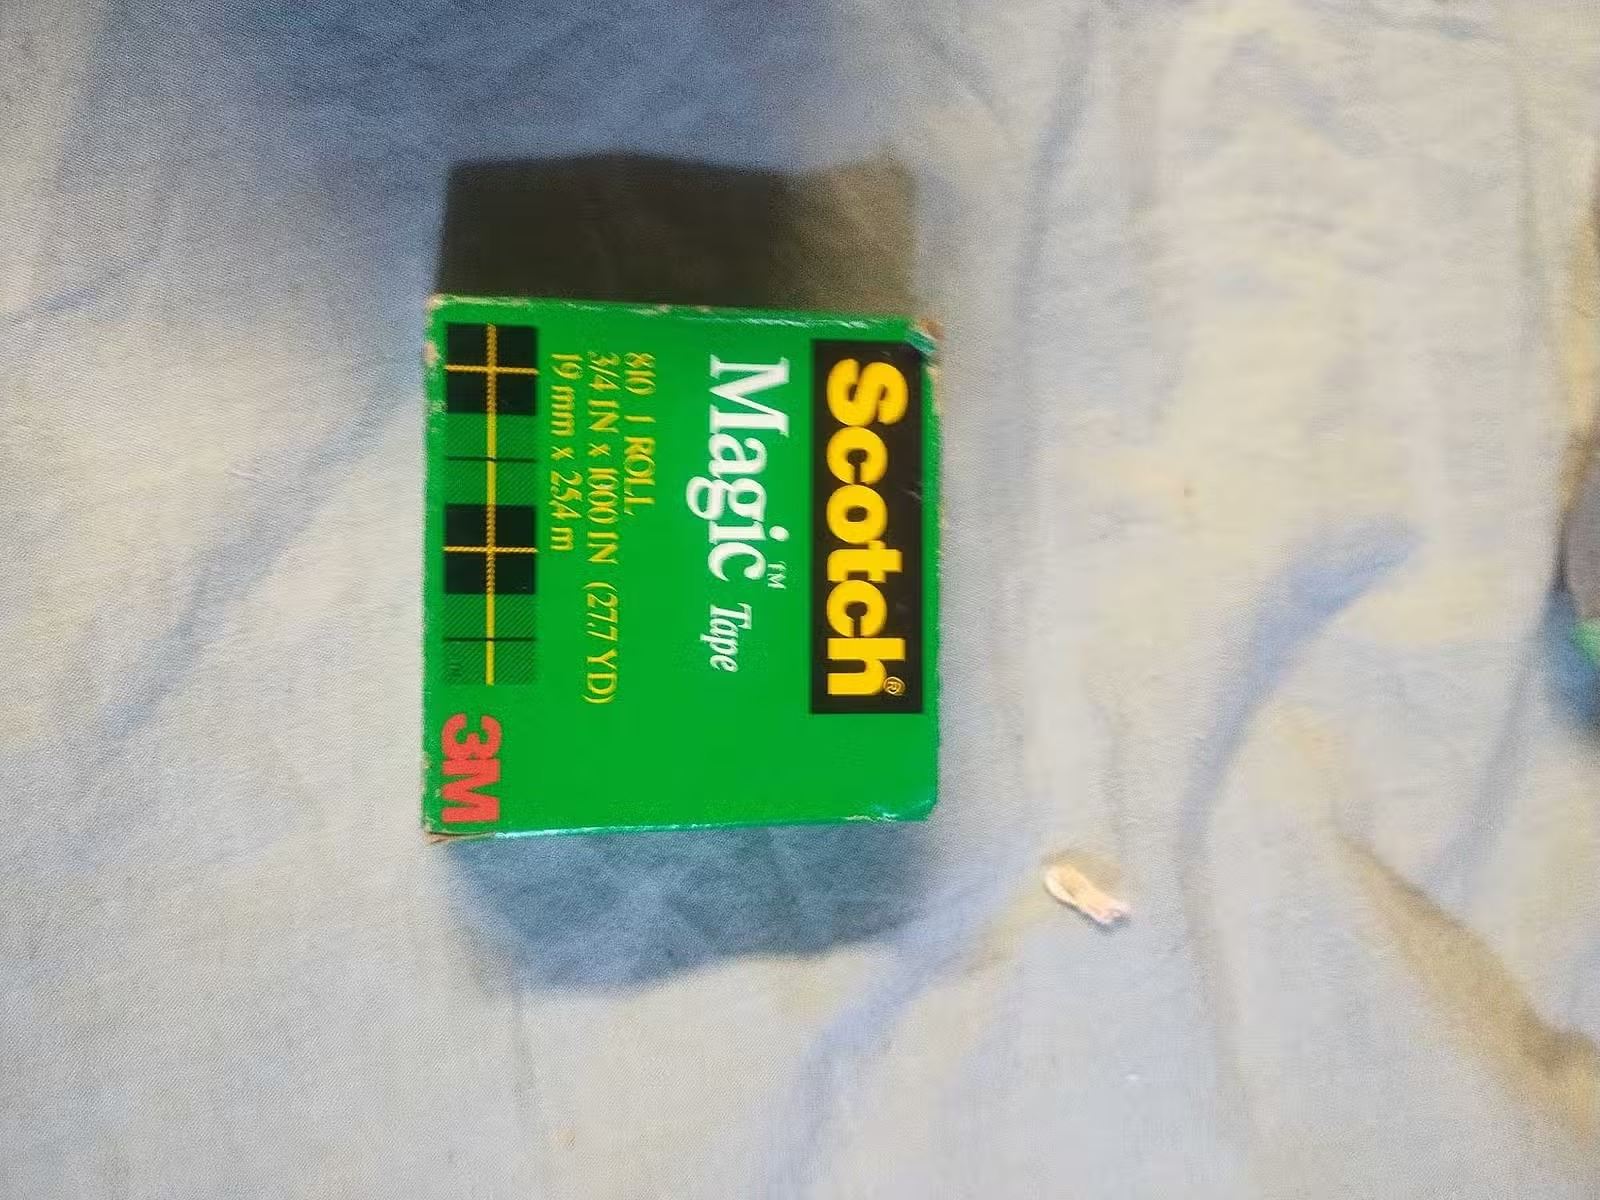 Scotch®
Magic™ Tape
810 1 ROLL
3/4 IN x 1000 IN (27.7 YD)
19 mm x 25,4 m
3M